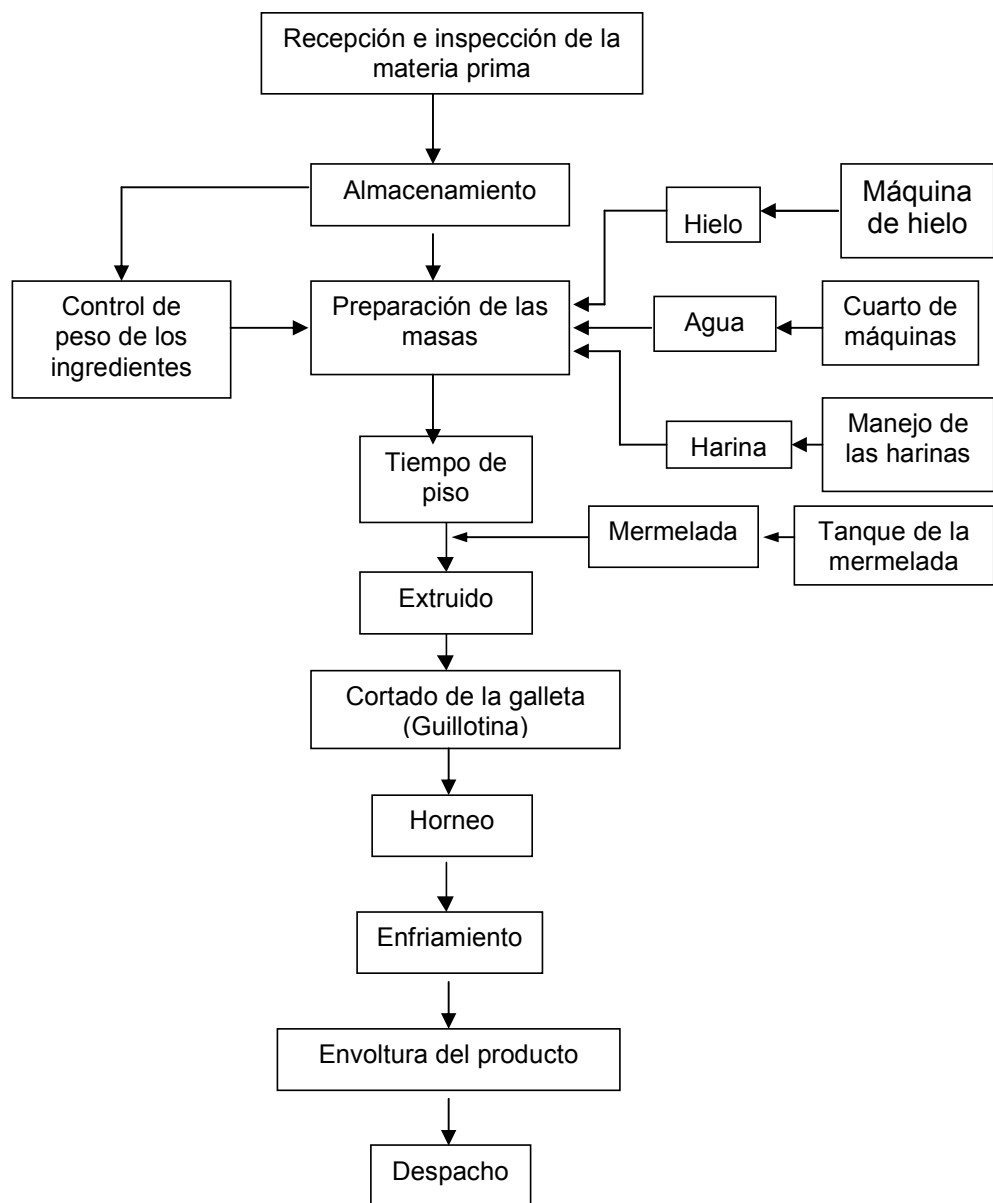 Recepción e inspección de la
materia prima
Almacenamiento
Hielo
Máquina
de hielo
Control de
peso de los
ingredientes
Preparación de las
masas
Agua
Cuarto de
máquinas
Harina
Manejo de
las harinas
Tiempo de
piso
Mermelada
Tanque de la
mermelada
Extruido
Cortado de la galleta
(Guillotina)
Horneo
Enfriamiento
Envoltura del producto
Despacho